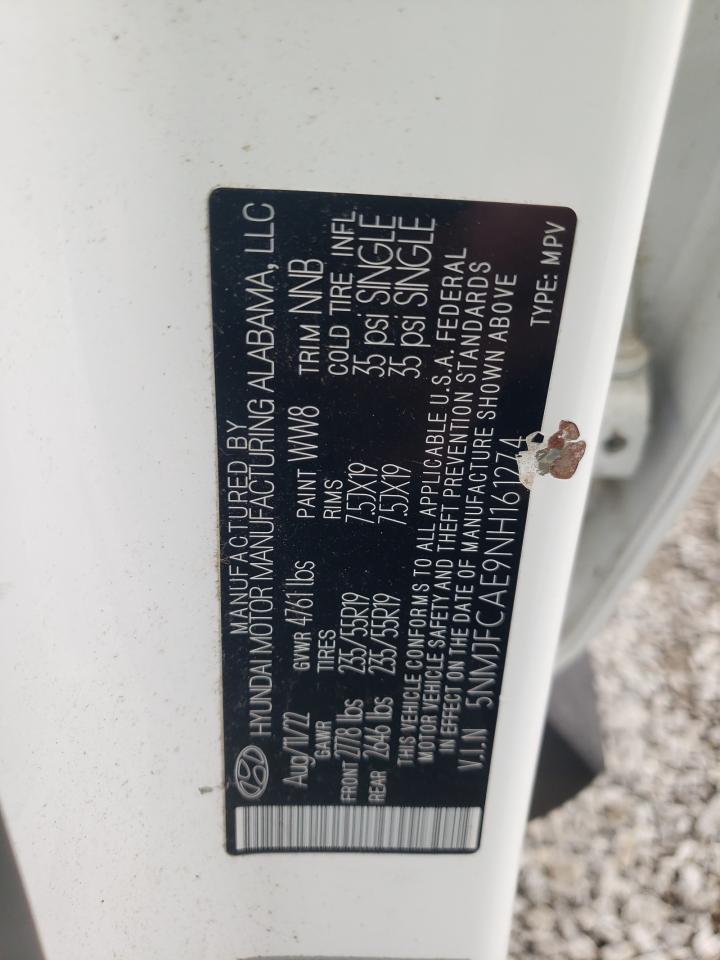 MANUFACTURED BY
HYUNDAI MOTOR MANUFACTURING ALABAMA, LLC
Aug/11/22 GVWR 4761 lbs PAINT WW8 TRIM NNB
GAWR TIRES RIMS COLD TIRE INFL.
FRONT 2778 lbs 235/55R19 7.5JX19 35 psi SINGLE
REAR 2646 lbs 235/55R19 7.5JX19 35 psi SINGLE
THIS VEHICLE CONFORMS TO ALL APPLICABLE U.S.A. FEDERAL
MOTOR VEHICLE SAFETY AND THEFT PREVENTION STANDARDS
IN EFFECT ON THE DATE OF MANUFACTURE SHOWN ABOVE
V.I.N 5NMJFCAE9NH161274
TYPE: MPV